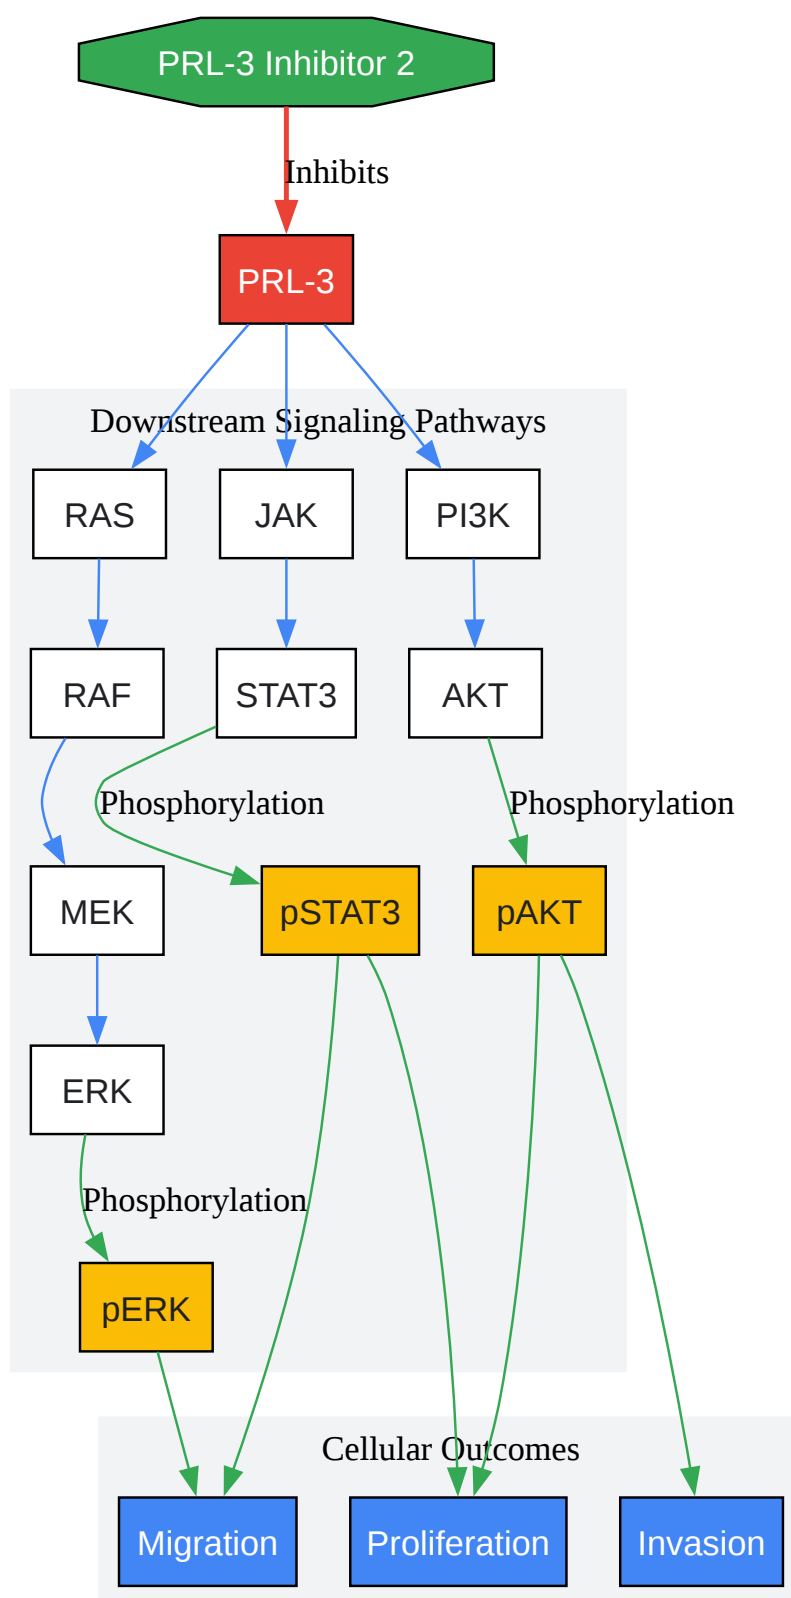 PRL-3 Inhibitor 2
Inhibits
PRL-3
Downstream Signaling Pathways
RAS
JAK
PI3K
RAF
STAT3
AKT
Phosphorylation
Phosphorylation
MEK
pSTAT3
pAKT
ERK
Phosphorylation
pERK
Cellular Outcomes
Migration
Proliferation
Invasion